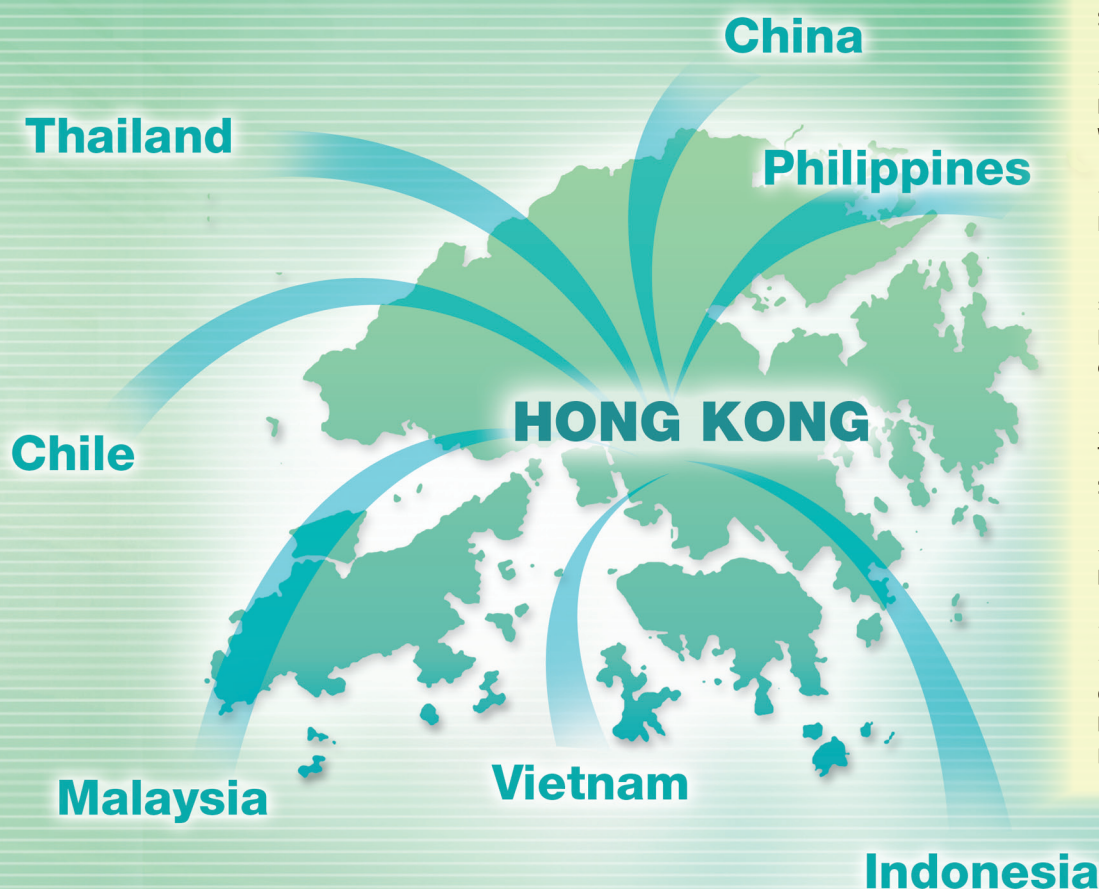 China
Thailand
Philippines
HONG KONG
Chile
Vietnam
Malaysia
Indonesia